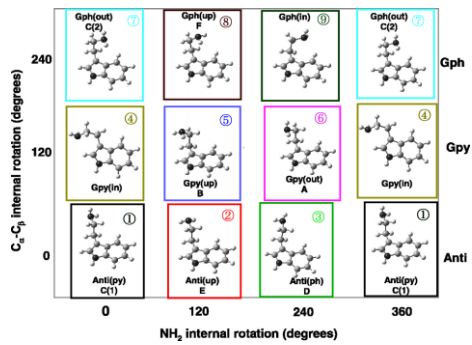 Gph(out)
C(2)
⑦
Gph(up)
F
⑧
Gph(in)
⑨
Gph(out)
C(2)
⑦
240
Gph
④
Gpy(in)
⑤
Gpy(up)
B
⑥
Gpy(out)
A
④
Gpy(in)
120
Gpy
①
Anti(py)
C(1)
②
Anti(up)
E
③
Anti(ph)
D
①
Anti(py)
C(1)
0
Anti
Cα-Cβ internal rotation (degrees)
0
120
240
360
NH₂ internal rotation (degrees)